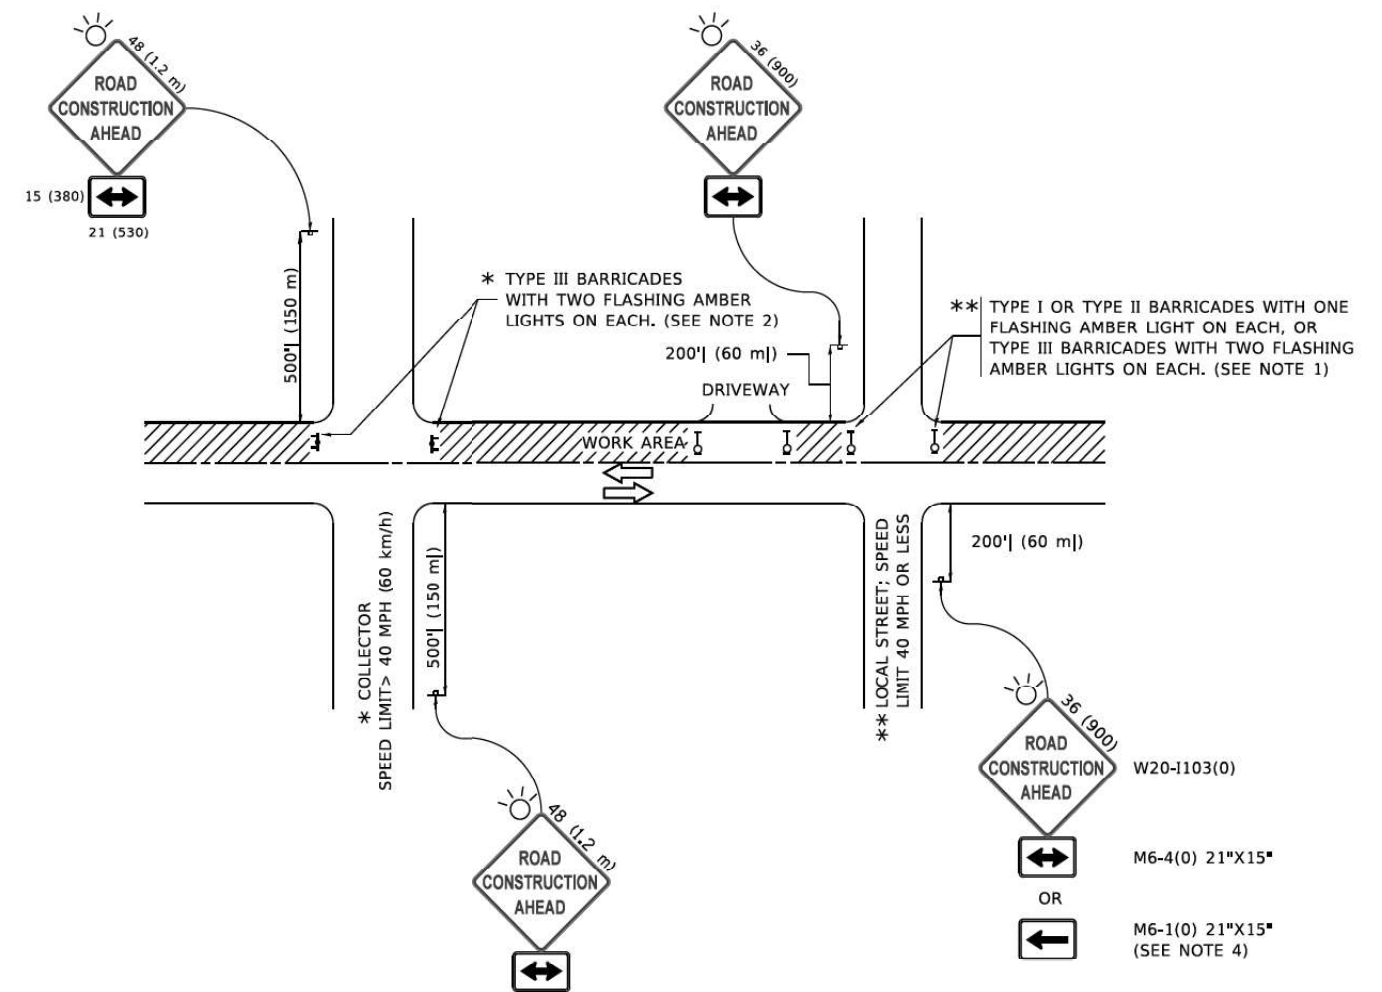 48 (1.2 m)
ROAD
CONSTRUCTION
AHEAD
15 (380)
21 (530)
36 (900)
ROAD
CONSTRUCTION
AHEAD
500'| (150 m)
* TYPE III BARRICADES
WITH TWO FLASHING AMBER
LIGHTS ON EACH. (SEE NOTE 2)
200'| (60 m|)
DRIVEWAY
** TYPE I OR TYPE II BARRICADES WITH ONE
FLASHING AMBER LIGHT ON EACH, OR
TYPE III BARRICADES WITH TWO FLASHING
AMBER LIGHTS ON EACH. (SEE NOTE 1)
WORK AREA
* COLLECTOR
SPEED LIMIT> 40 MPH (60 km/h)
500'| (150 m|)
** LOCAL STREET; SPEED
LIMIT 40 MPH OR LESS
200'| (60 m|)
48 (1.2 m)
ROAD
CONSTRUCTION
AHEAD
36 (900)
ROAD
CONSTRUCTION
AHEAD
W20-I103(0)
M6-4(0) 21"X15"
OR
M6-1(0) 21"X15"
(SEE NOTE 4)